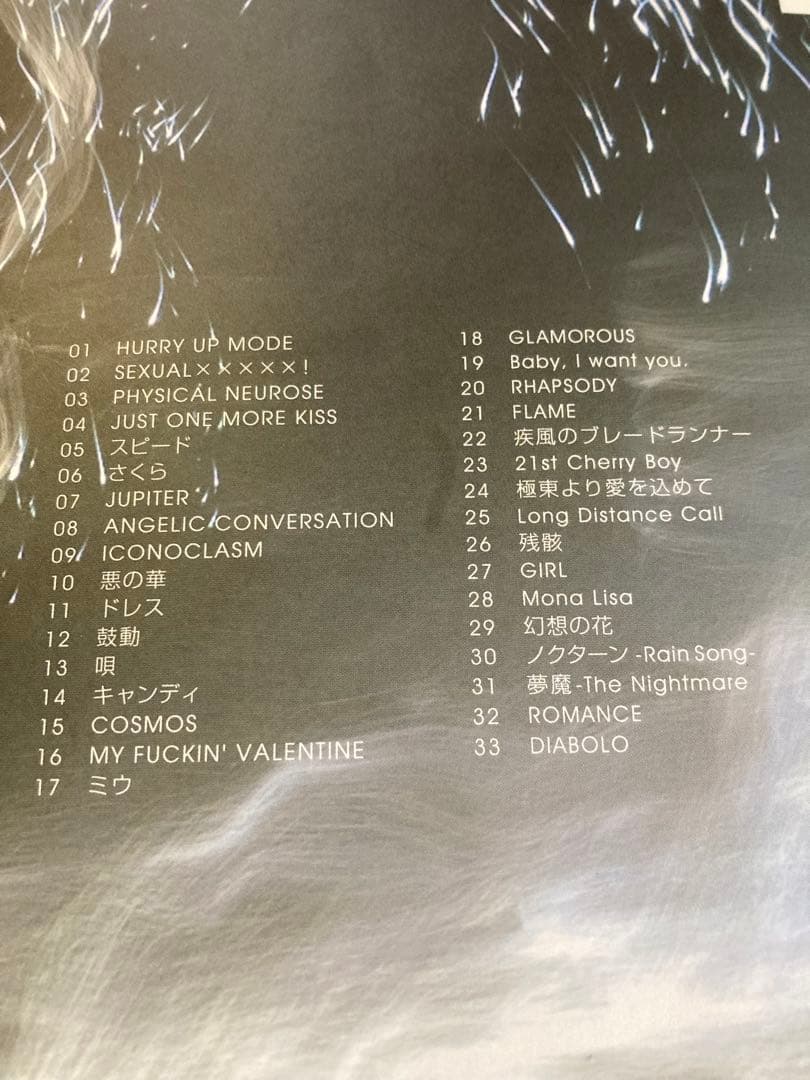 01 HURRY UP MODE
02 SEXUAL×××××!
03 PHYSICAL NEUROSE
04 JUST ONE MORE KISS
05 スピード
06 さくら
07 JUPITER
08 ANGELIC CONVERSATION
09 ICONOCLASM
10 悪の華
11 ドレス
12 鼓動
13 唄
14 キャンディ
15 COSMOS
16 MY FUCKIN' VALENTINE
17 ミウ
18 GLAMOROUS
19 Baby, I want you.
20 RHAPSODY
21 FLAME
22 疾風のブレードランナー
23 21st Cherry Boy
24 極東より愛を込めて
25 Long Distance Call
26 残骸
27 GIRL
28 Mona Lisa
29 幻想の花
30 ノクターン -Rain Song-
31 夢魔 -The Nightmare
32 ROMANCE
33 DIABOLO